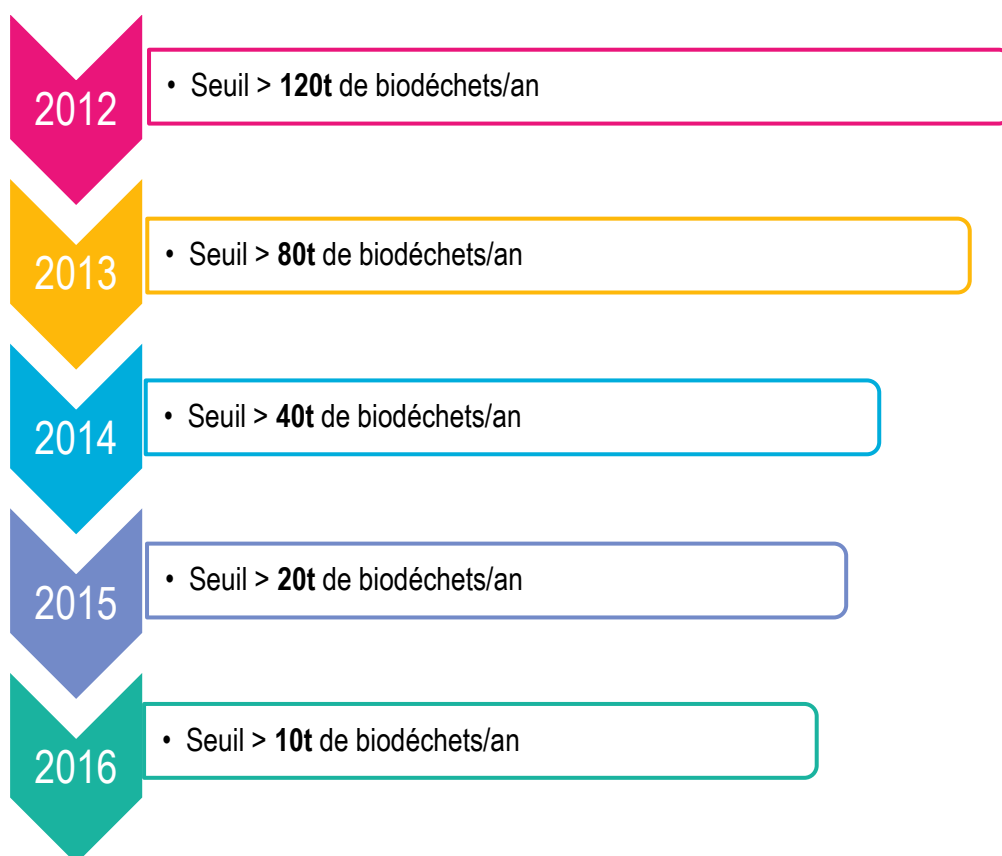 2012
• Seuil > 120t de biodéchets/an
2013
• Seuil > 80t de biodéchets/an
2014
• Seuil > 40t de biodéchets/an
2015
• Seuil > 20t de biodéchets/an
2016
• Seuil > 10t de biodéchets/an